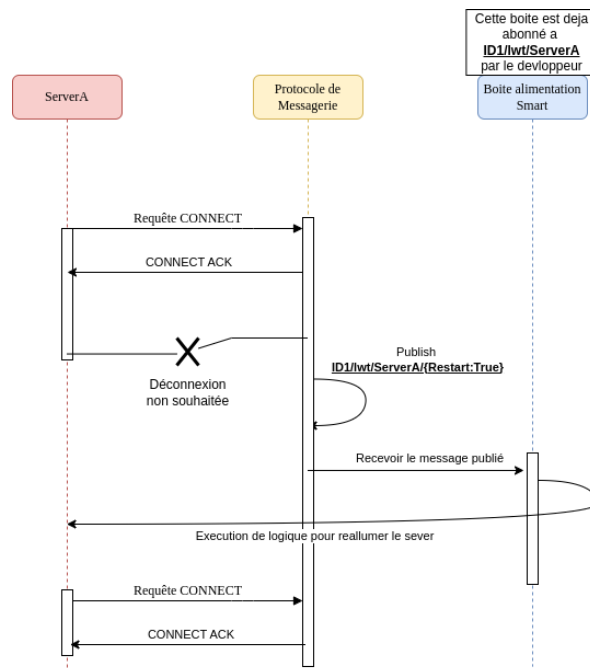 Cette boite est deja
abonné a
ID1/lwt/ServerA
par le devloppeur
ServerA
Protocole de
Messagerie
Boite alimentation
Smart
Requête CONNECT
CONNECT ACK
Déconnexion
non souhaitée
Publish
ID1/lwt/ServerA/{Restart:True}
Recevoir le message publié
Execution de logique pour reallumer le sever
Requête CONNECT
CONNECT ACK